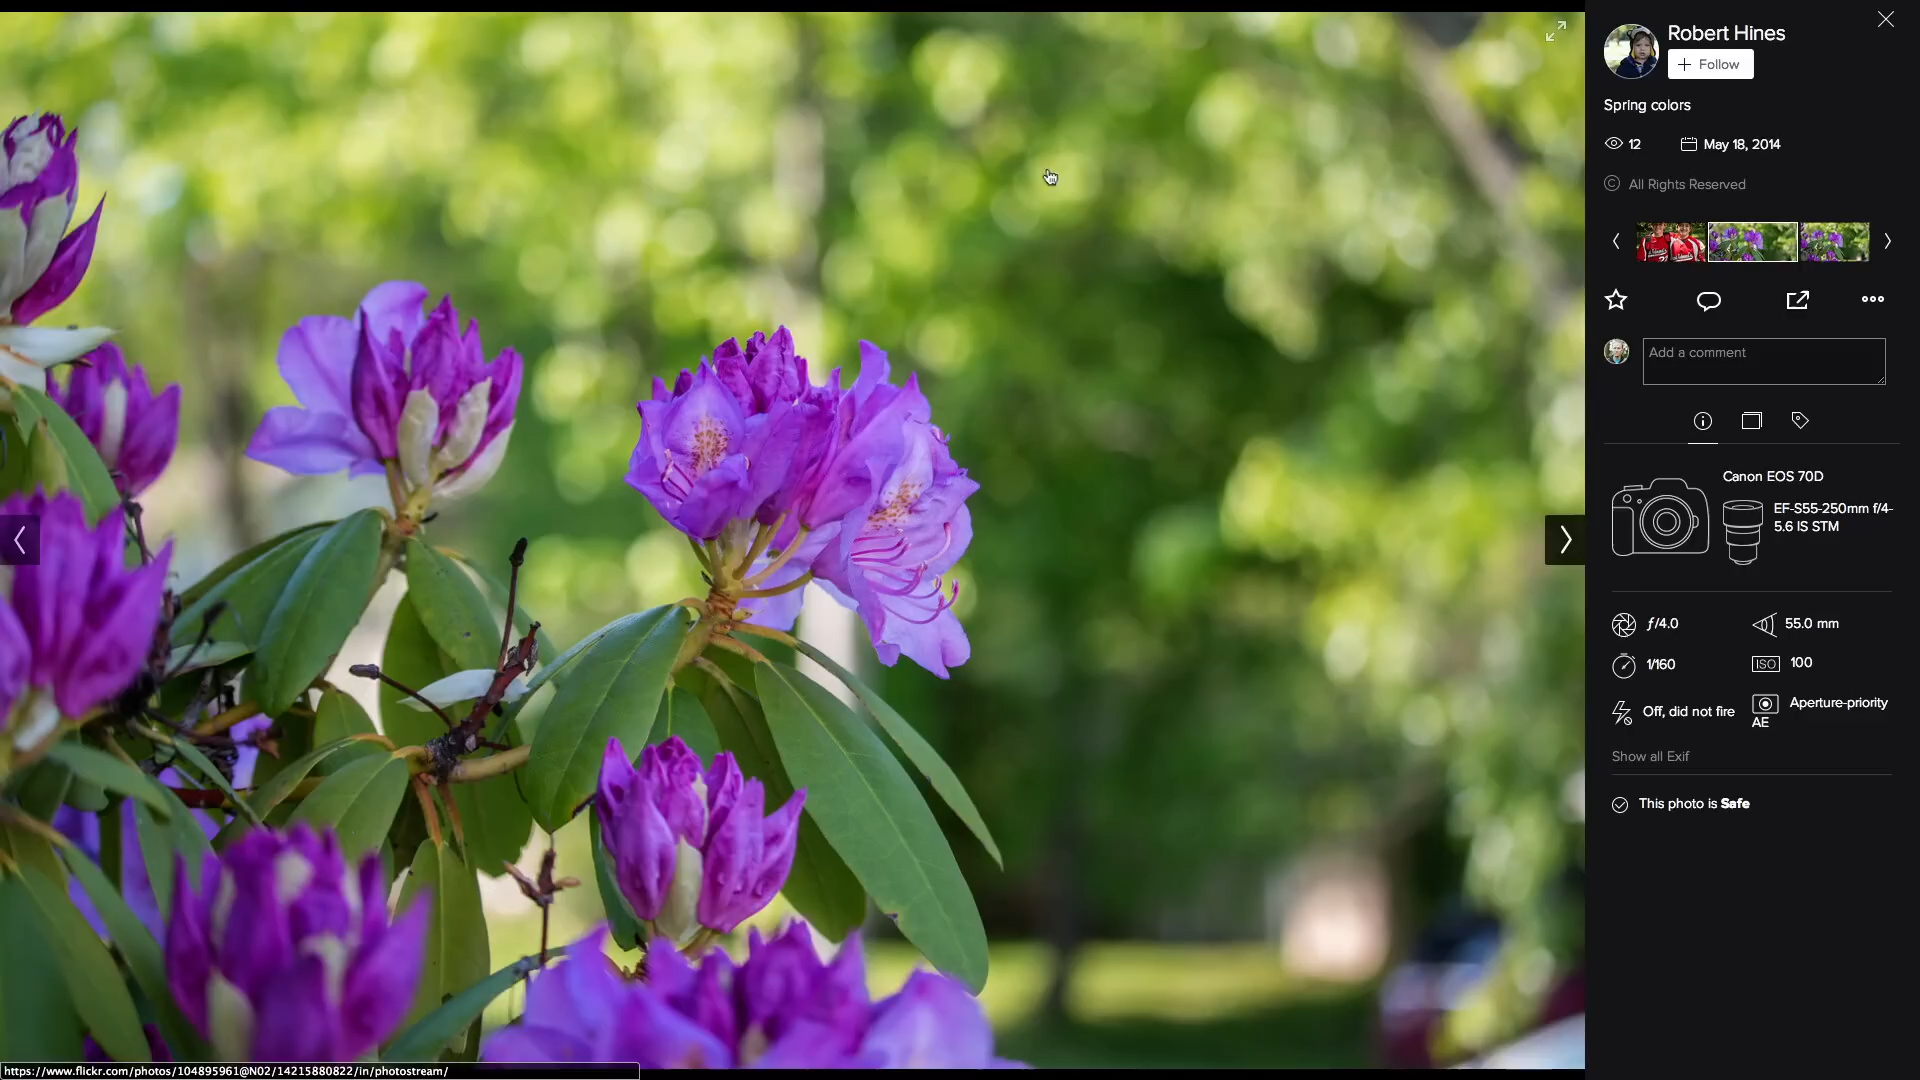 Robert Hines
Follow
Spring colors
12
May 18, 2014
© All Rights Reserved
Add a comment
Canon EOS 70D
EF-S55-250mm f/4-
5.6 IS STM
ƒ/4.0
55.0 mm
1/160
ISO 100
Off, did not fire
Aperture-priority
AE
Show all Exif
This photo is Safe
https://www.flickr.com/photos/104895961@N02/14215880822/in/photostream/